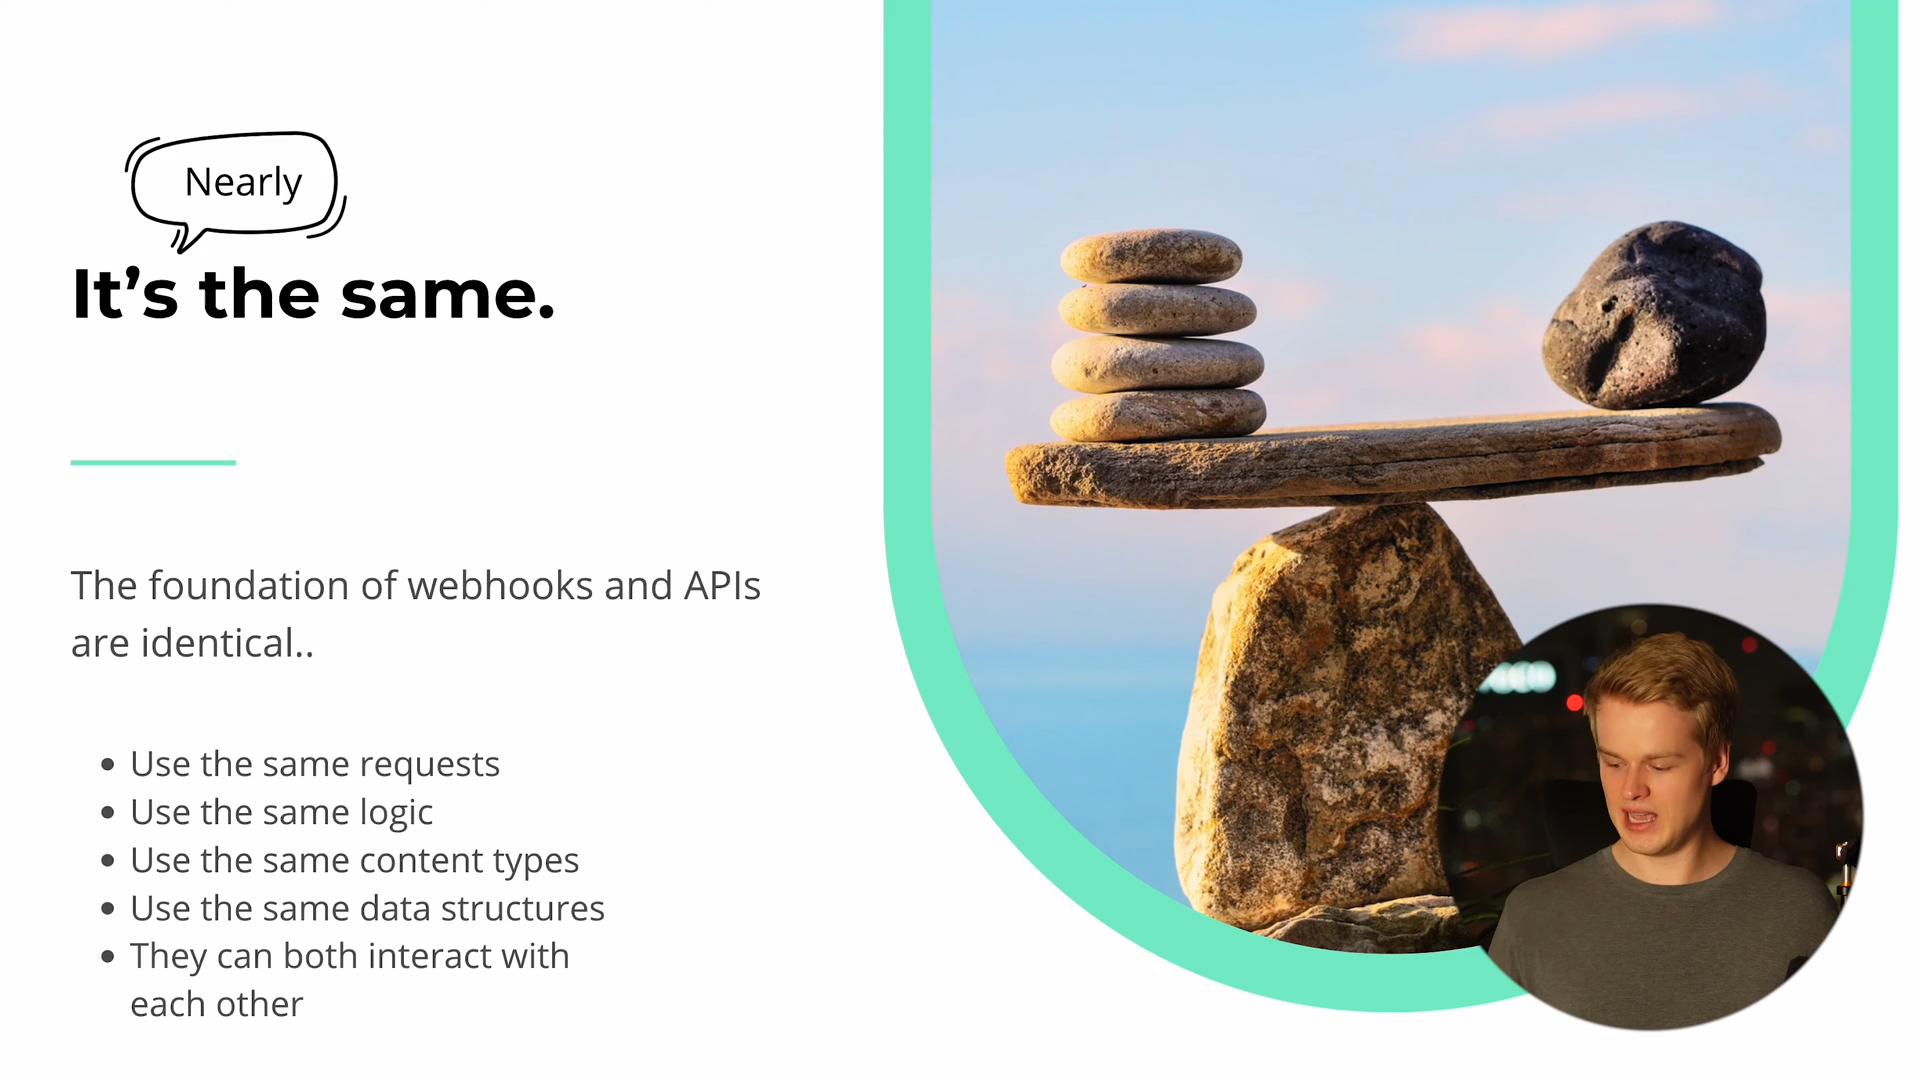 Nearly
It’s the same.
The foundation of webhooks and APIs
are identical..
• Use the same requests
• Use the same logic
• Use the same content types
• Use the same data structures
• They can both interact with
each other